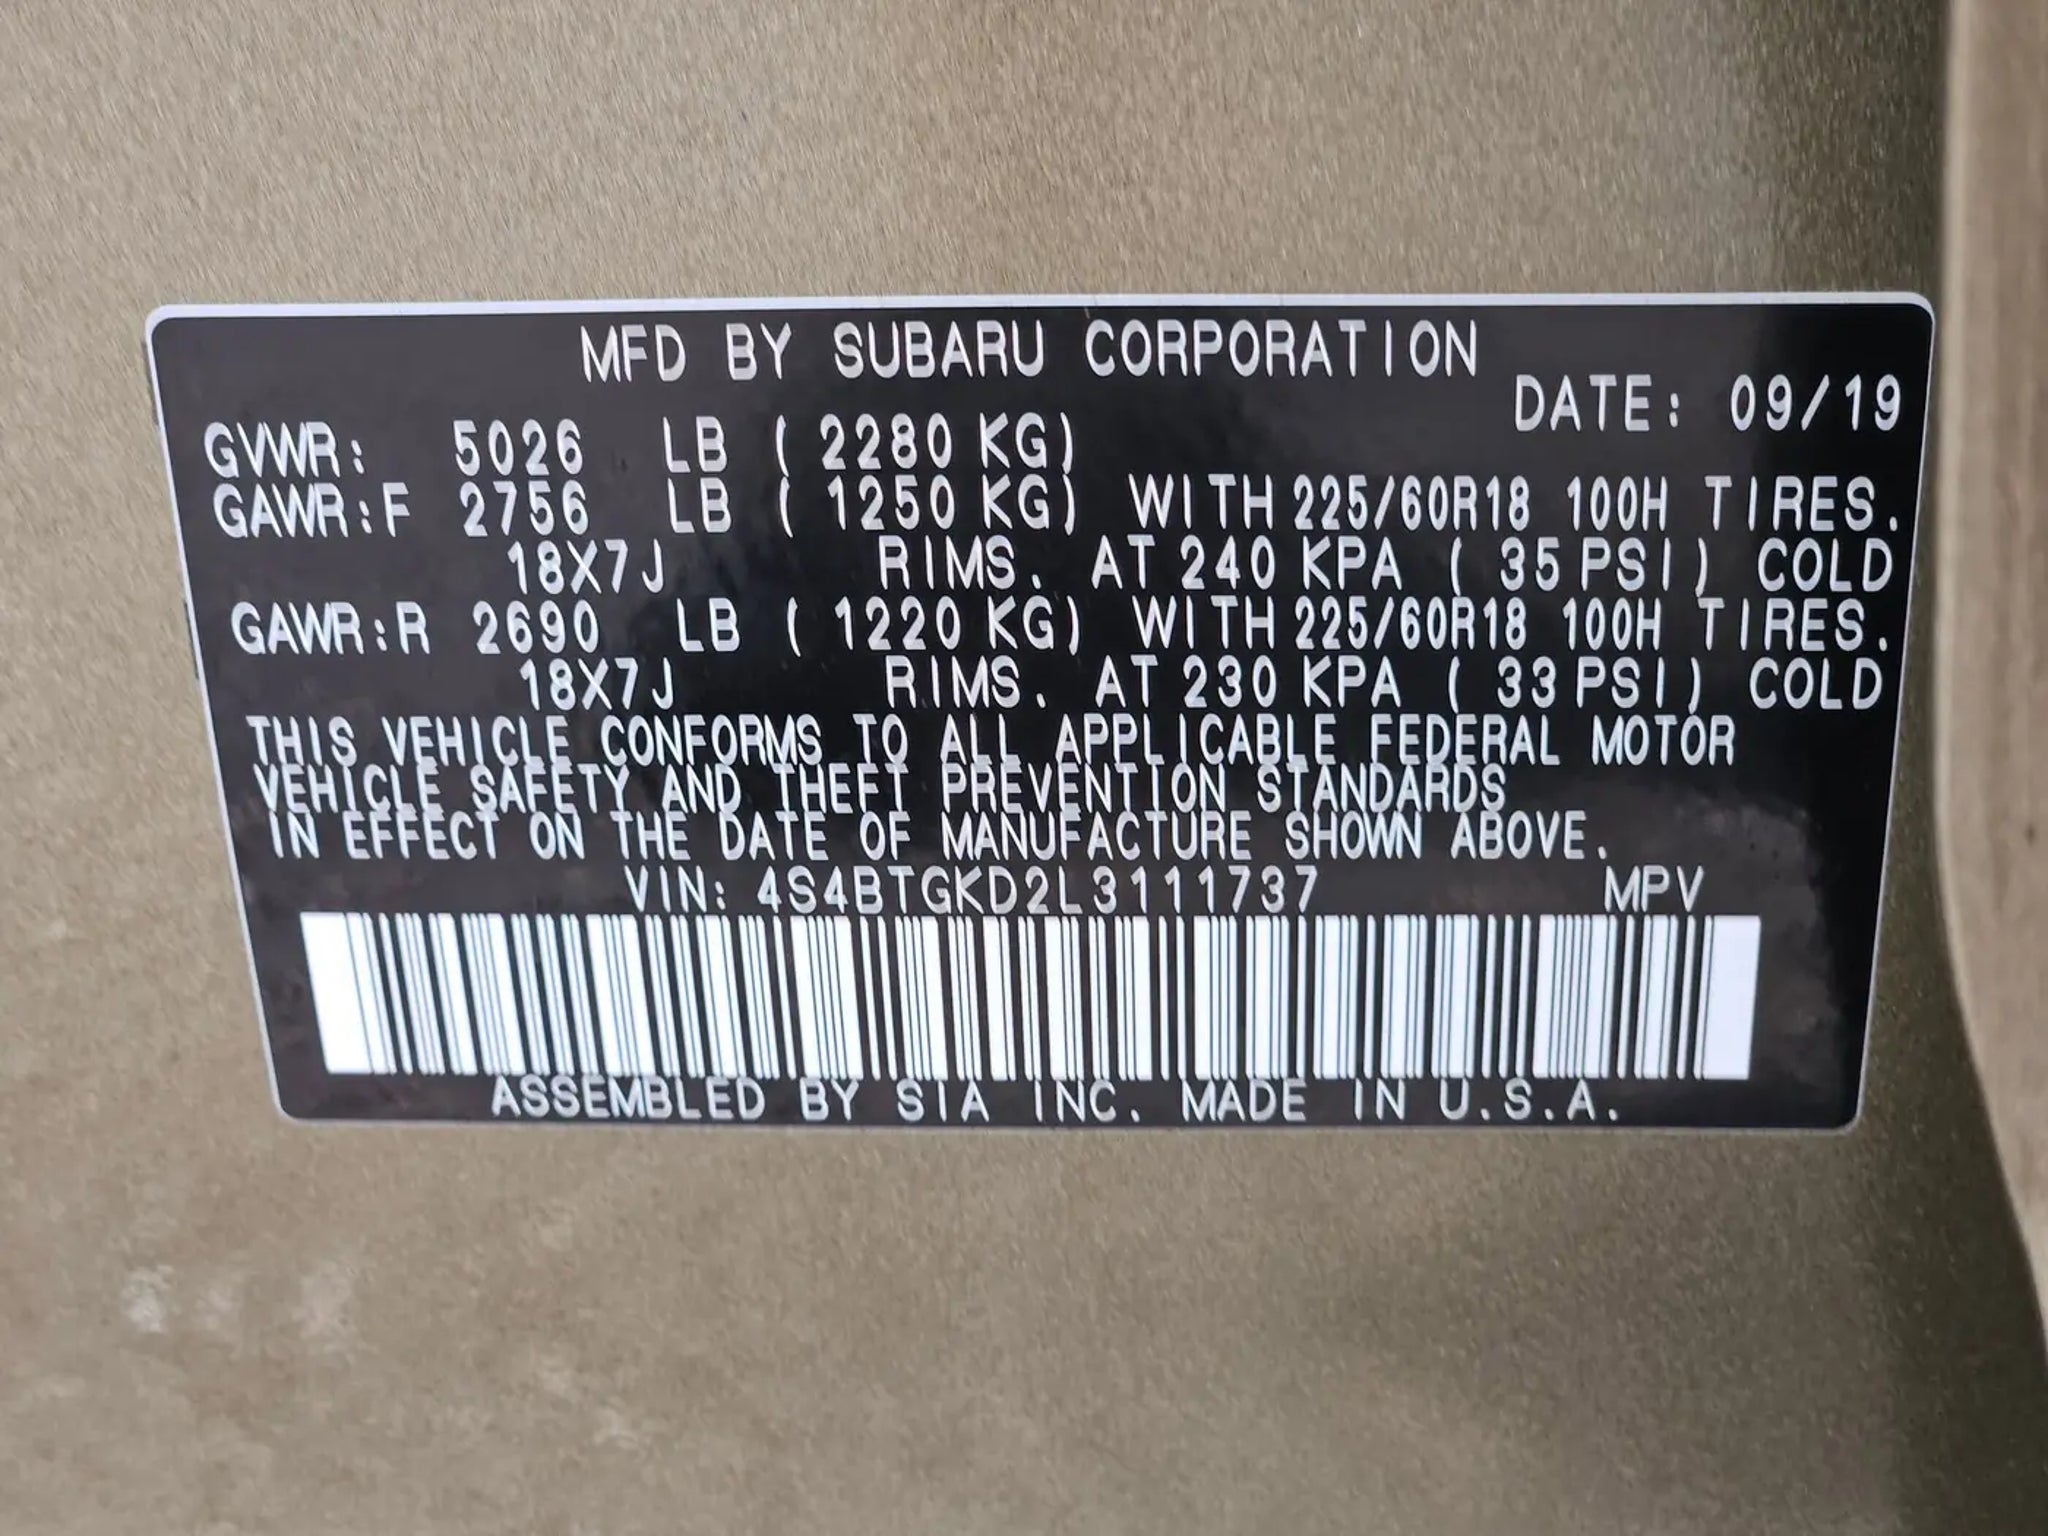 MFD BY SUBARU CORPORATION
DATE: 09/19
GVWR: 5026 LB ( 2280 KG)
GAWR:F 2756 LB ( 1250 KG) WITH 225/60R18 100H TIRES.
18X7J RIMS. AT 240 KPA ( 35 PSI) COLD
GAWR:R 2690 LB ( 1220 KG) WITH 225/60R18 100H TIRES.
18X7J RIMS. AT 230 KPA ( 33 PSI) COLD
THIS VEHICLE CONFORMS TO ALL APPLICABLE FEDERAL MOTOR
VEHICLE SAFETY AND THEFT PREVENTION STANDARDS
IN EFFECT ON THE DATE OF MANUFACTURE SHOWN ABOVE.
VIN: 4S4BTGKD2L3111737 MPV
ASSEMBLED BY SIA INC. MADE IN U.S.A.